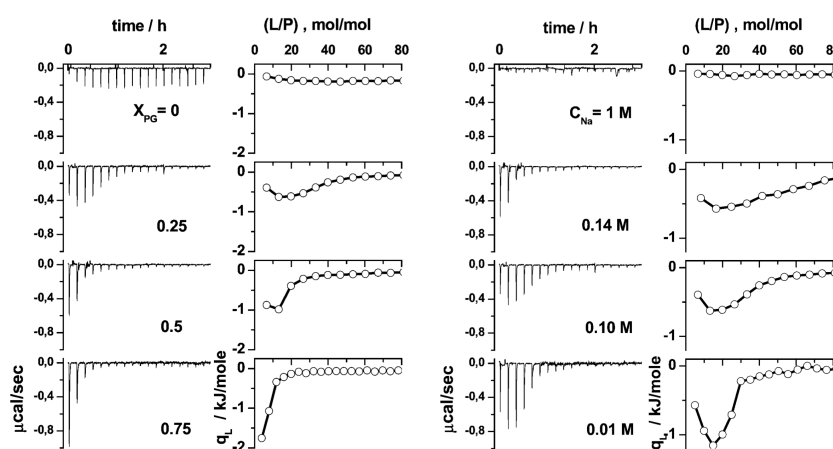 time / h (L/P) , mol/mol time / h (L/P) , mol/mol
0 2 0 20 40 60 80 0 2 0 20 40 60 80
0,0 0 0,0 0
-0,4 -1 -0,4
X_PG = 0 C_Na = 1 M
-0,8 -2 -0,8 -1
0,0 0 0,0 0
-0,4 -1 -0,4
0.25 0.14 M
-0,8 -2 -0,8 -1
0,0 0 0,0 0
-0,4 -1 -0,4
0.5 0.10 M
-0,8 -2 -0,8 -1
0,0 0 0,0 0
-0,4 -1 -0,4
0.75 0.01 M
-0,8 -2 -0,8 -1
μcal/sec q_L / kJ/mole μcal/sec q_L, / kJ/mole